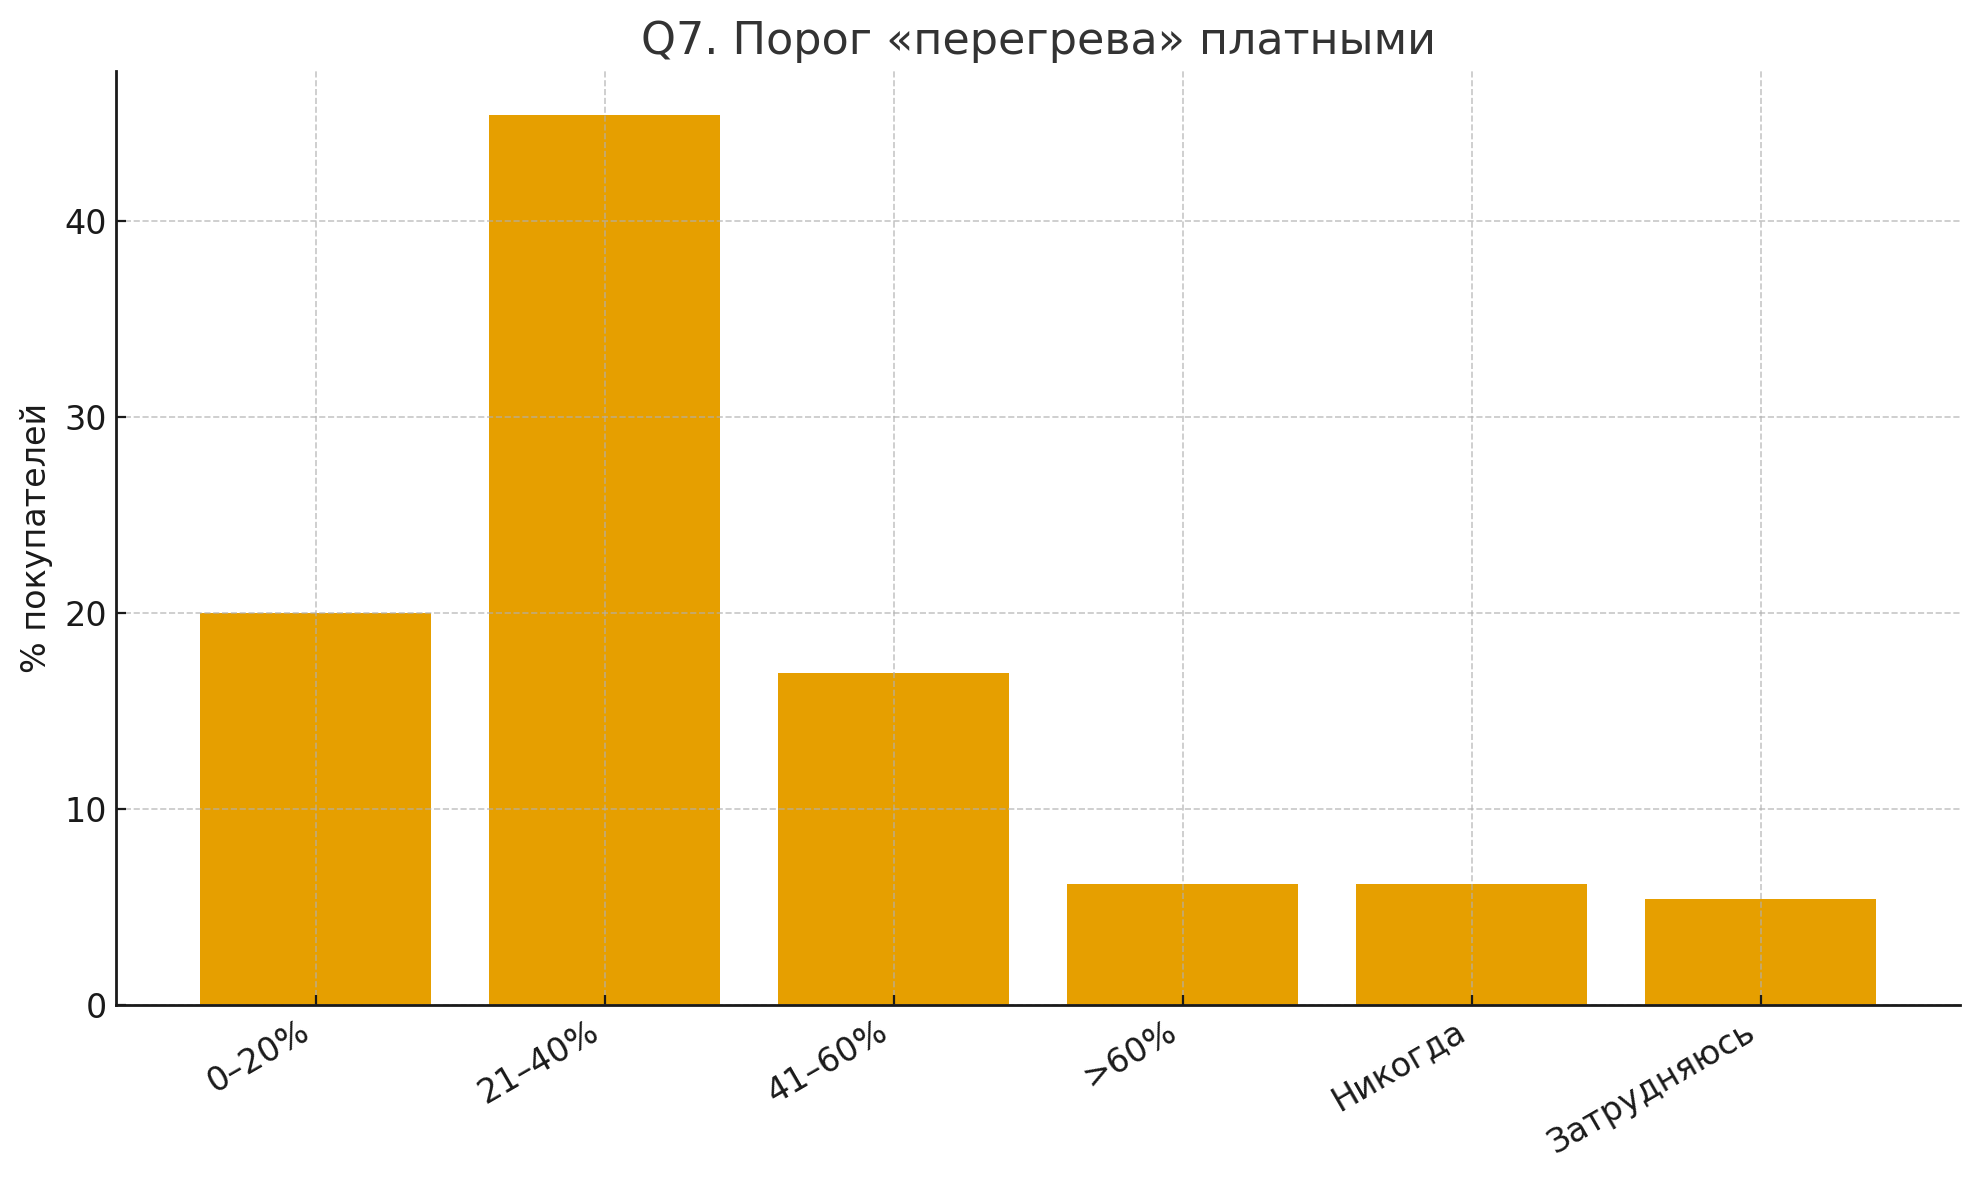 Q7. Порог «перегрева» платными
% покупателей
40
30
20
10
0
0–20%
21–40%
41–60%
>60%
Никогда
Затрудняюсь